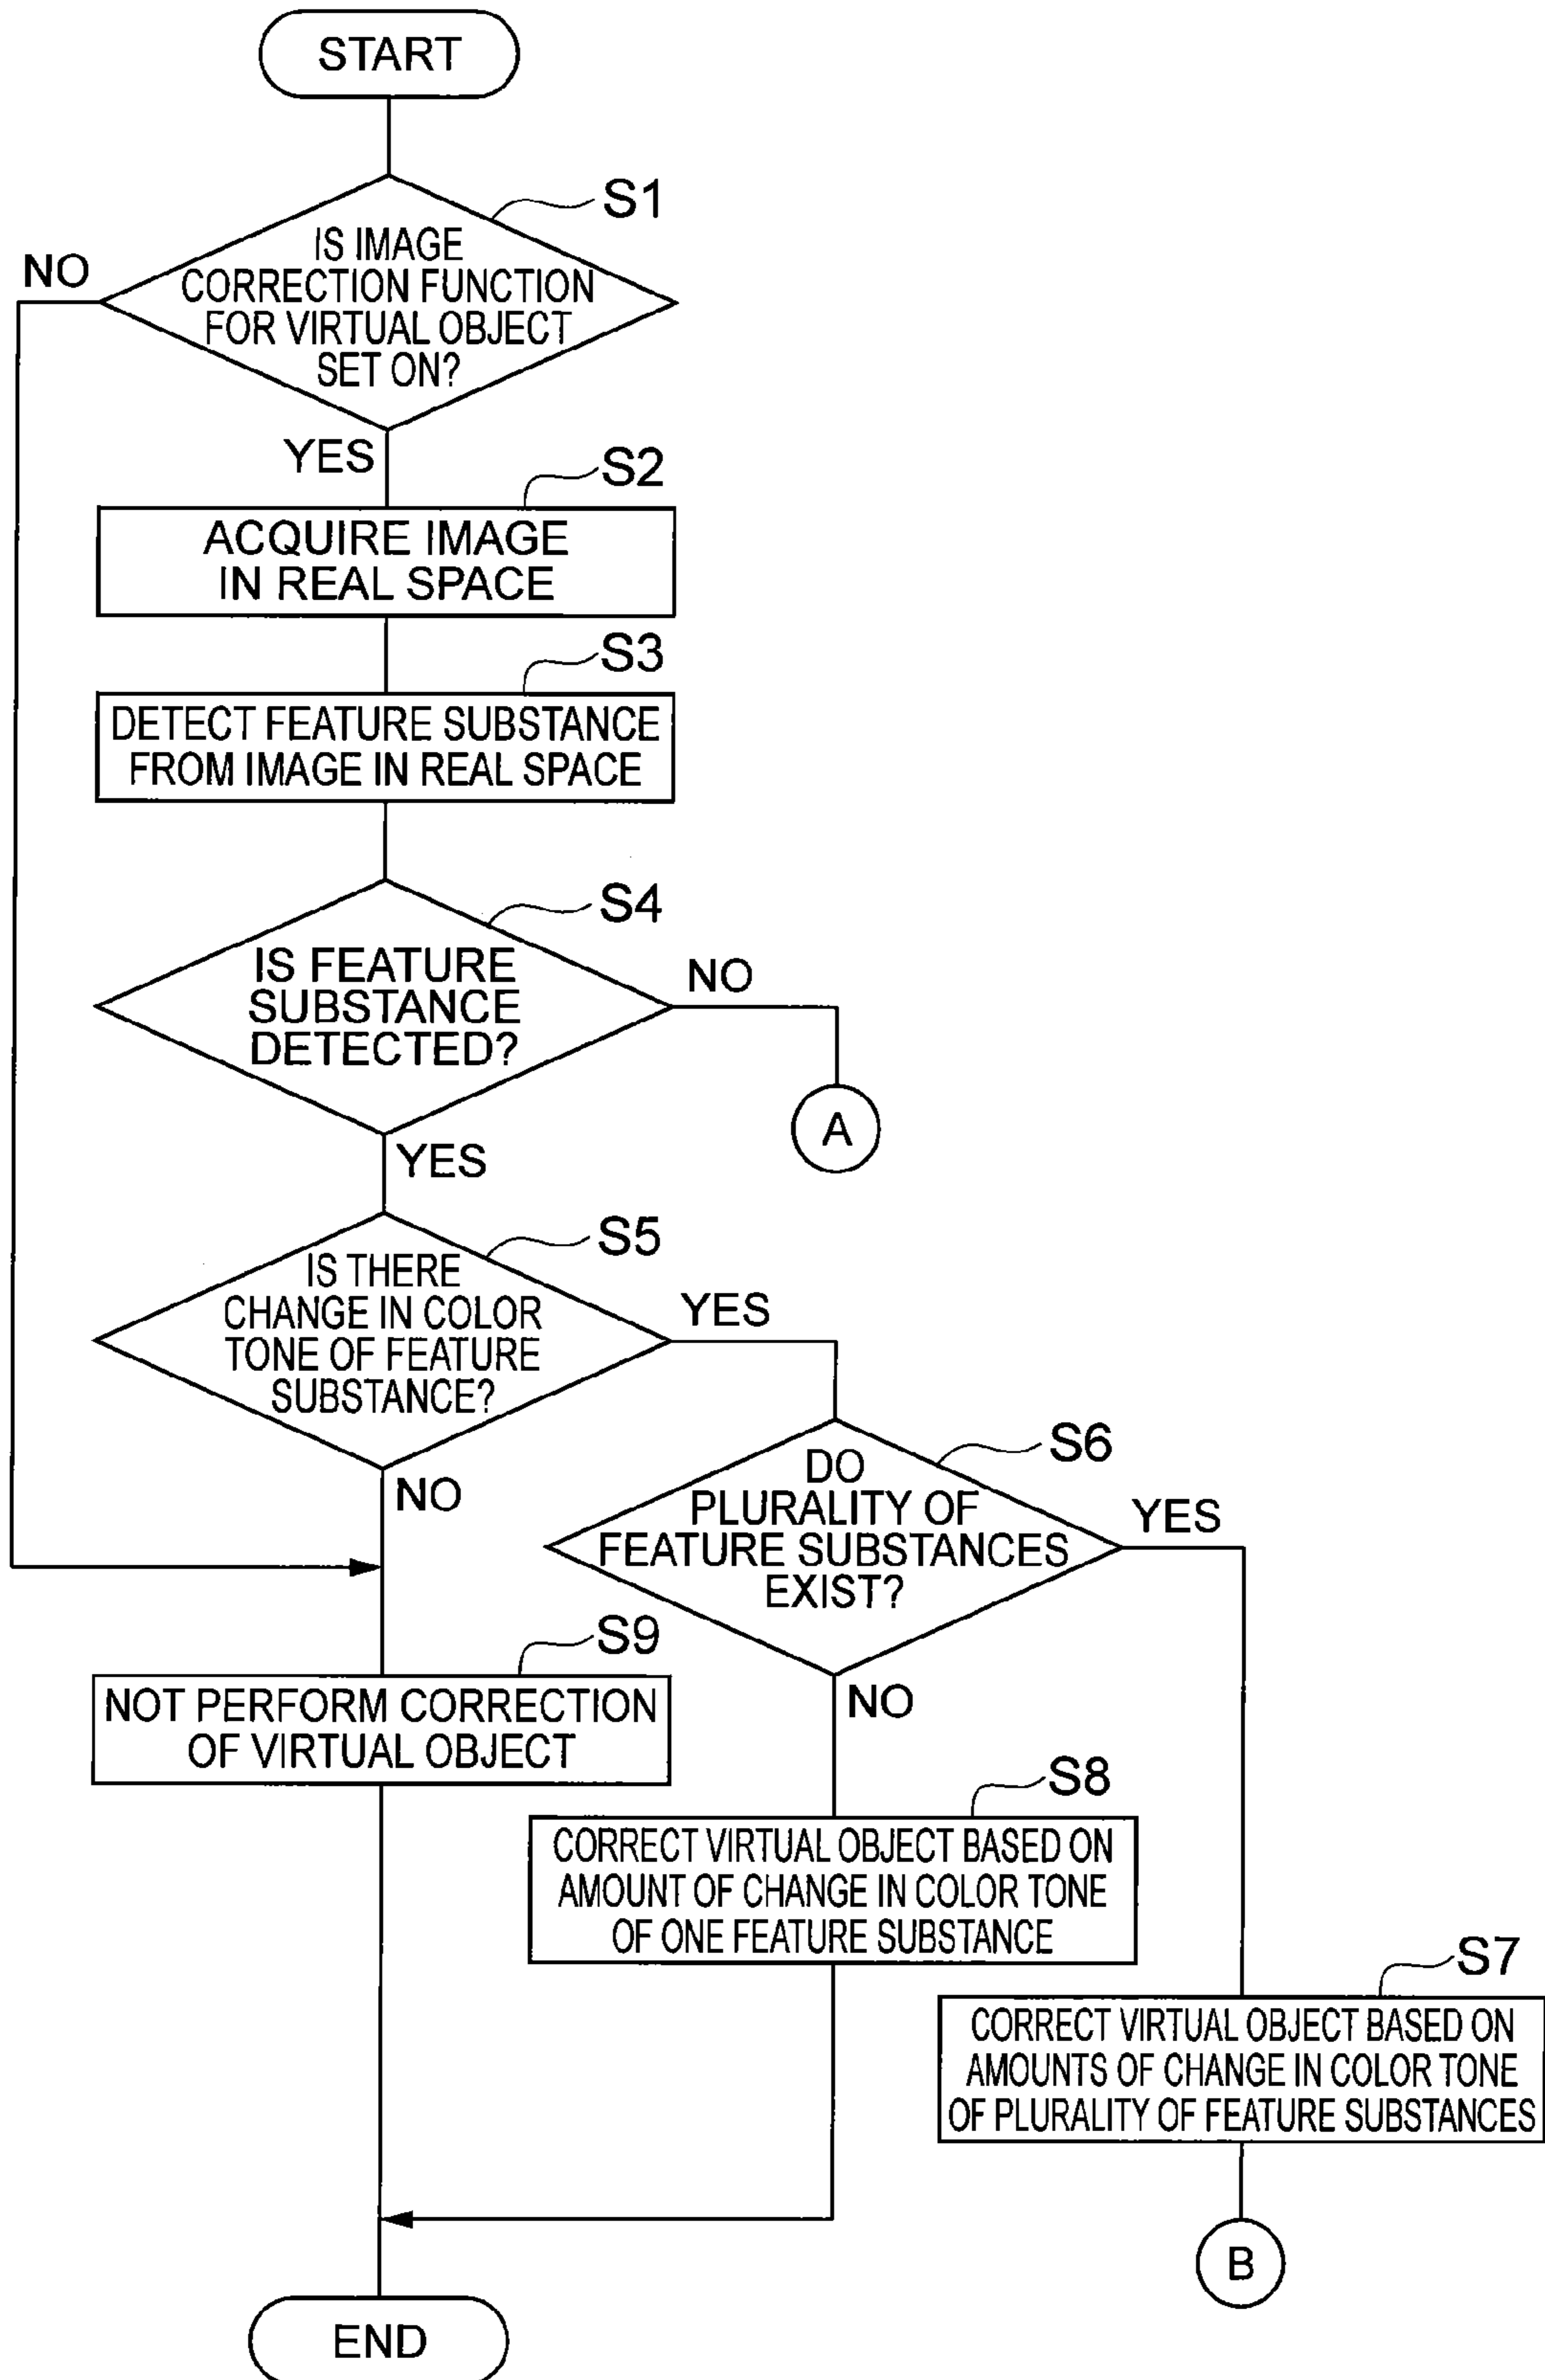 START
S1
IS IMAGE
CORRECTION FUNCTION
FOR VIRTUAL OBJECT
SET ON?
NO
YES
S2
ACQUIRE IMAGE
IN REAL SPACE
S3
DETECT FEATURE SUBSTANCE
FROM IMAGE IN REAL SPACE
S4
IS FEATURE
SUBSTANCE
DETECTED?
NO
A
YES
S5
IS THERE
CHANGE IN COLOR
TONE OF FEATURE
SUBSTANCE?
YES
NO
S6
DO
PLURALITY OF
FEATURE SUBSTANCES
EXIST?
YES
NO
S9
NOT PERFORM CORRECTION
OF VIRTUAL OBJECT
S8
CORRECT VIRTUAL OBJECT BASED ON
AMOUNT OF CHANGE IN COLOR TONE
OF ONE FEATURE SUBSTANCE
S7
CORRECT VIRTUAL OBJECT BASED ON
AMOUNTS OF CHANGE IN COLOR TONE
OF PLURALITY OF FEATURE SUBSTANCES
B
END